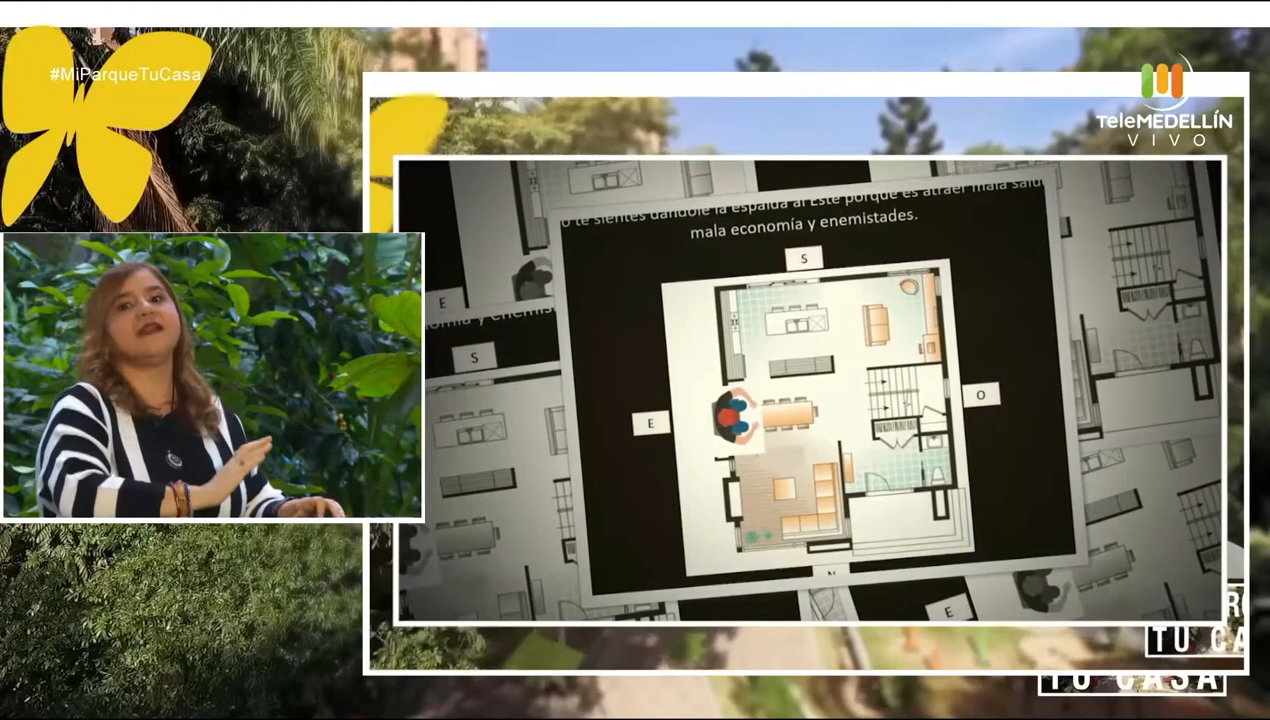 #MiParqueTuCasa
TeleMEDELLÍN
VIVO
o te sientes dándole la espalda al Este porque es atraer mala salud
mala economía y enemistades.
S
E
O
E
S
E
TU CA
TU CASA